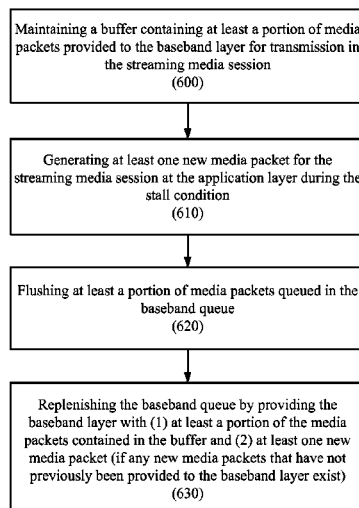 Maintaining a buffer containing at least a portion of media
packets provided to the baseband layer for transmission in
the streaming media session
(600)
Generating at least one new media packet for the
streaming media session at the application layer during the
stall condition
(610)
Flushing at least a portion of media packets queued in the
baseband queue
(620)
Replenishing the baseband queue by providing the
baseband layer with (1) at least a portion of the media
packets contained in the buffer and (2) at least one new
media packet (if any new media packets that have not
previously been provided to the baseband layer exist)
(630)